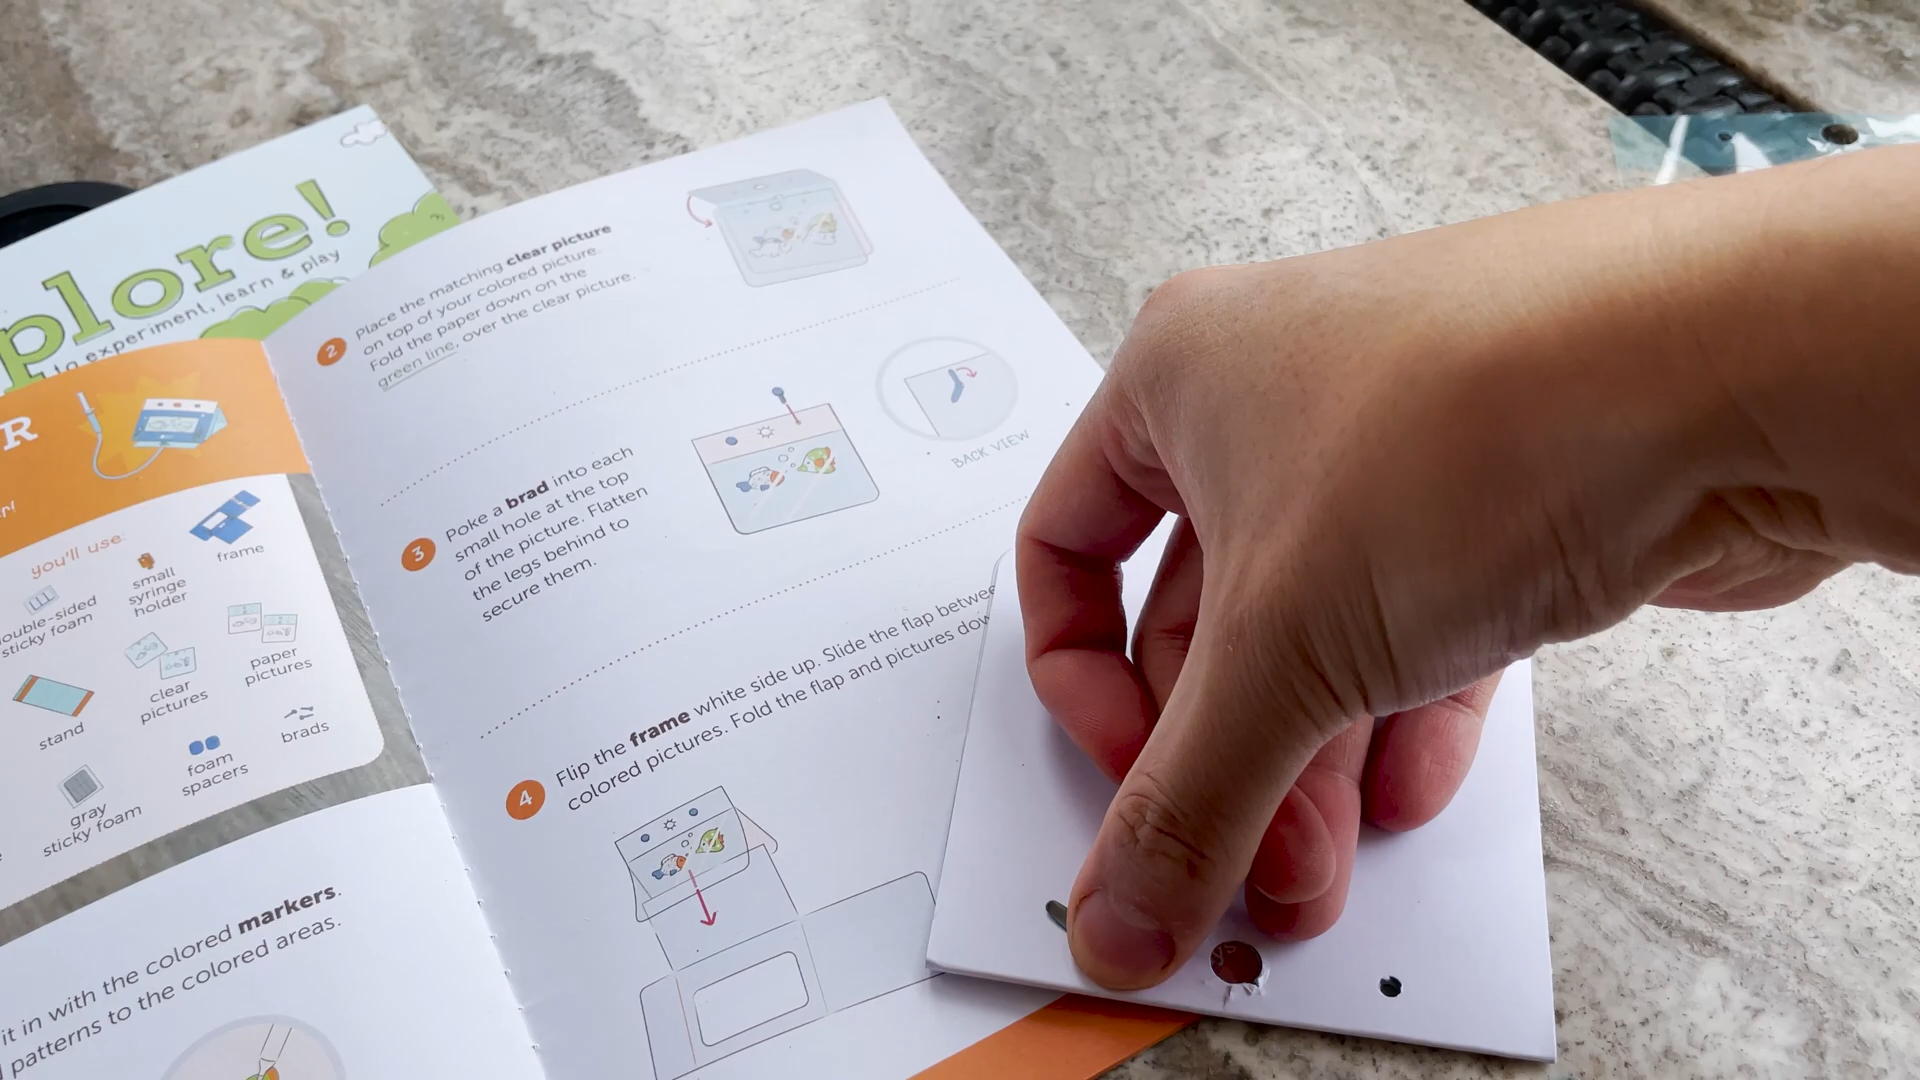 plore!
to experiment, learn & play
R
er!
you'll use:
double-sided
sticky foam
small
syringe
holder
frame
stand
clear
pictures
paper
pictures
gray
sticky foam
foam
spacers
brads
it in with the colored markers.
patterns to the colored areas.
2
Place the matching clear picture
on top of your colored picture.
Fold the paper down on the
green line, over the clear picture.
3
Poke a brad into each
small hole at the top
of the picture. Flatten
the legs behind to
secure them.
BACK VIEW
4
Flip the frame white side up. Slide the flap betwee
colored pictures. Fold the flap and pictures dow
ys